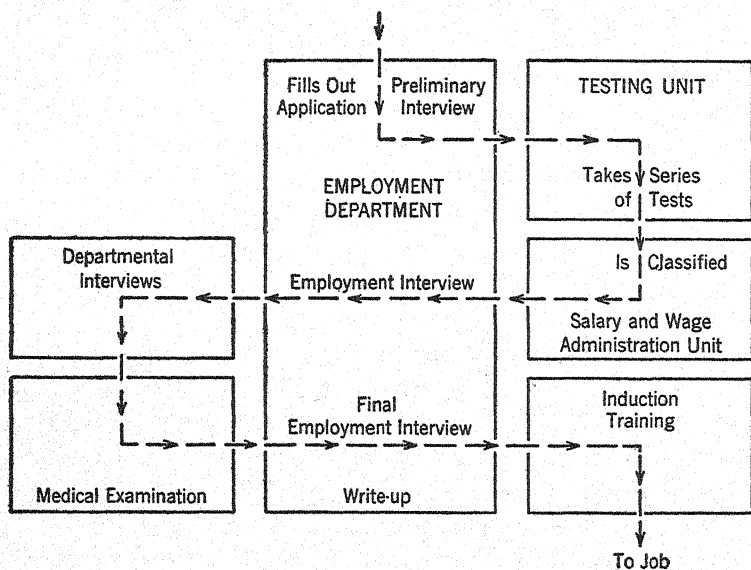 Fills Out
Application
Preliminary
Interview
TESTING UNIT
EMPLOYMENT
DEPARTMENT
Takes Series
of Tests
Departmental
Interviews
Employment Interview
Is Classified
Salary and Wage
Administration Unit
Final
Employment Interview
Induction
Training
Medical Examination
Write-up
To Job